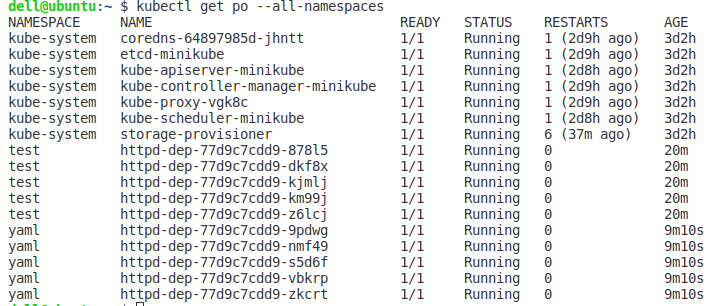 dell@ubuntu:~ $ kubectl get po --all-namespaces
NAMESPACE NAME READY STATUS RESTARTS AGE
kube-system coredns-64897985d-jhntt 1/1 Running 1 (2d9h ago) 3d2h
kube-system etcd-minikube 1/1 Running 1 (2d9h ago) 3d2h
kube-system kube-apiserver-minikube 1/1 Running 1 (2d8h ago) 3d2h
kube-system kube-controller-manager-minikube 1/1 Running 1 (2d9h ago) 3d2h
kube-system kube-proxy-vgk8c 1/1 Running 1 (2d9h ago) 3d2h
kube-system kube-scheduler-minikube 1/1 Running 1 (2d8h ago) 3d2h
kube-system storage-provisioner 1/1 Running 6 (37m ago) 3d2h
test httpd-dep-77d9c7cdd9-878l5 1/1 Running 0 20m
test httpd-dep-77d9c7cdd9-dkf8x 1/1 Running 0 20m
test httpd-dep-77d9c7cdd9-kjmlj 1/1 Running 0 20m
test httpd-dep-77d9c7cdd9-km99j 1/1 Running 0 20m
test httpd-dep-77d9c7cdd9-z6lcj 1/1 Running 0 20m
yaml httpd-dep-77d9c7cdd9-9pdwg 1/1 Running 0 9m10s
yaml httpd-dep-77d9c7cdd9-nmf49 1/1 Running 0 9m10s
yaml httpd-dep-77d9c7cdd9-s5d6f 1/1 Running 0 9m10s
yaml httpd-dep-77d9c7cdd9-vbkrp 1/1 Running 0 9m10s
yaml httpd-dep-77d9c7cdd9-zkcrt 1/1 Running 0 9m10s